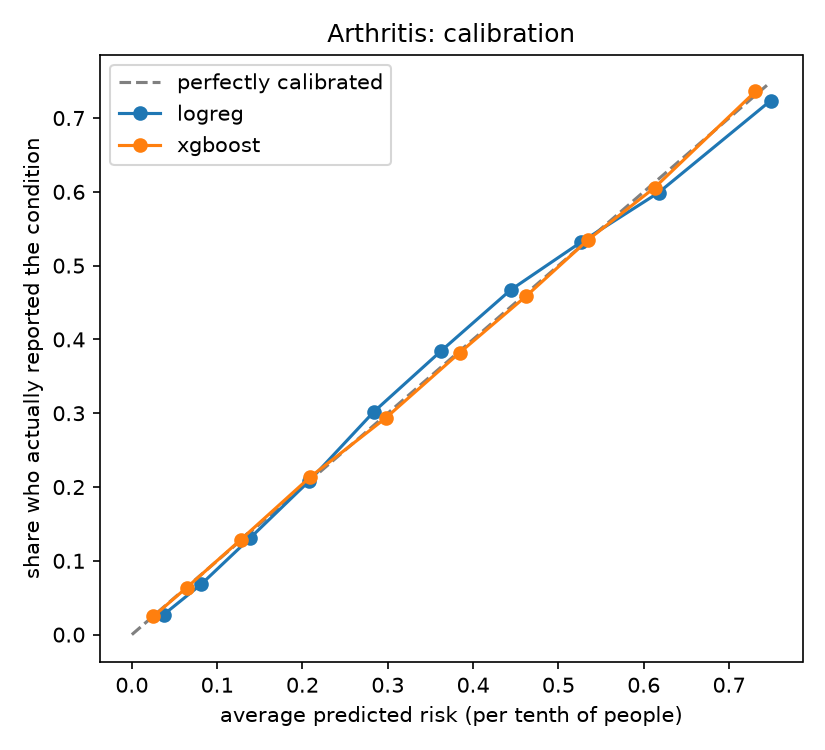 Arthritis: calibration
perfectly calibrated
logreg
xgboost
share who actually reported the condition
0.7
0.6
0.5
0.4
0.3
0.2
0.1
0.0
0.0 0.1 0.2 0.3 0.4 0.5 0.6 0.7
average predicted risk (per tenth of people)